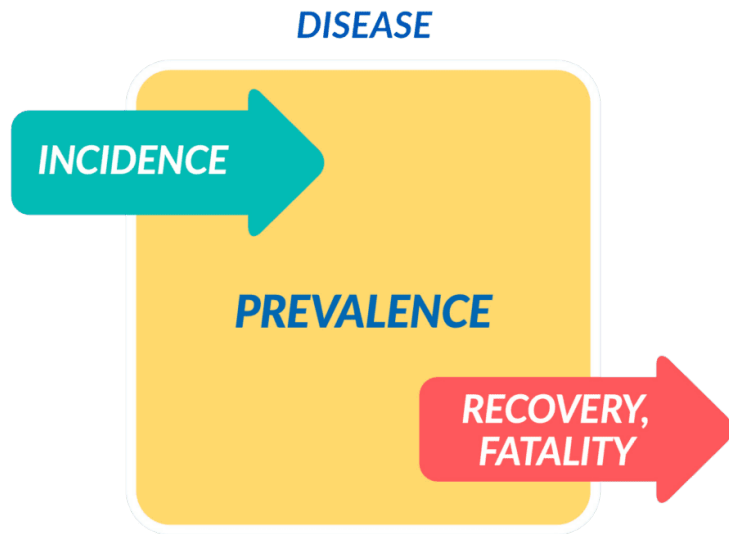 DISEASE
INCIDENCE
PREVALENCE
RECOVERY,
FATALITY